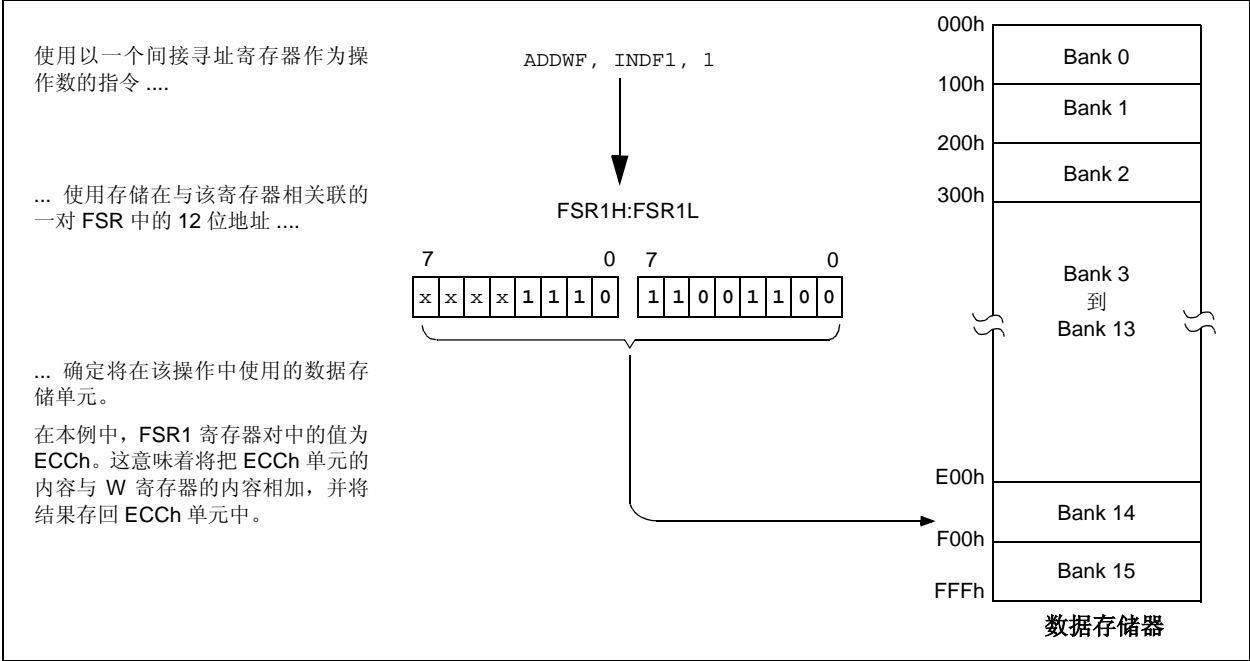 使用以一个间接寻址寄存器作为操
作数的指令 ....
... 使用存储在与该寄存器相关联的
一对 FSR 中的 12 位地址 ....
... 确定将在该操作中使用的数据存
储单元。
在本例中，FSR1 寄存器对中的值为
ECCh。这意味着将把 ECCh 单元的
内容与 W 寄存器的内容相加，并将
结果存回 ECCh 单元中。
ADDWF, INDF1, 1
FSR1H:FSR1L
7 0 7 0
x x x x 1 1 1 0 1 1 0 0 1 1 0 0
000h
Bank 0
100h
Bank 1
200h
Bank 2
300h
Bank 3
到
Bank 13
E00h
Bank 14
F00h
Bank 15
FFFh
数据存储器